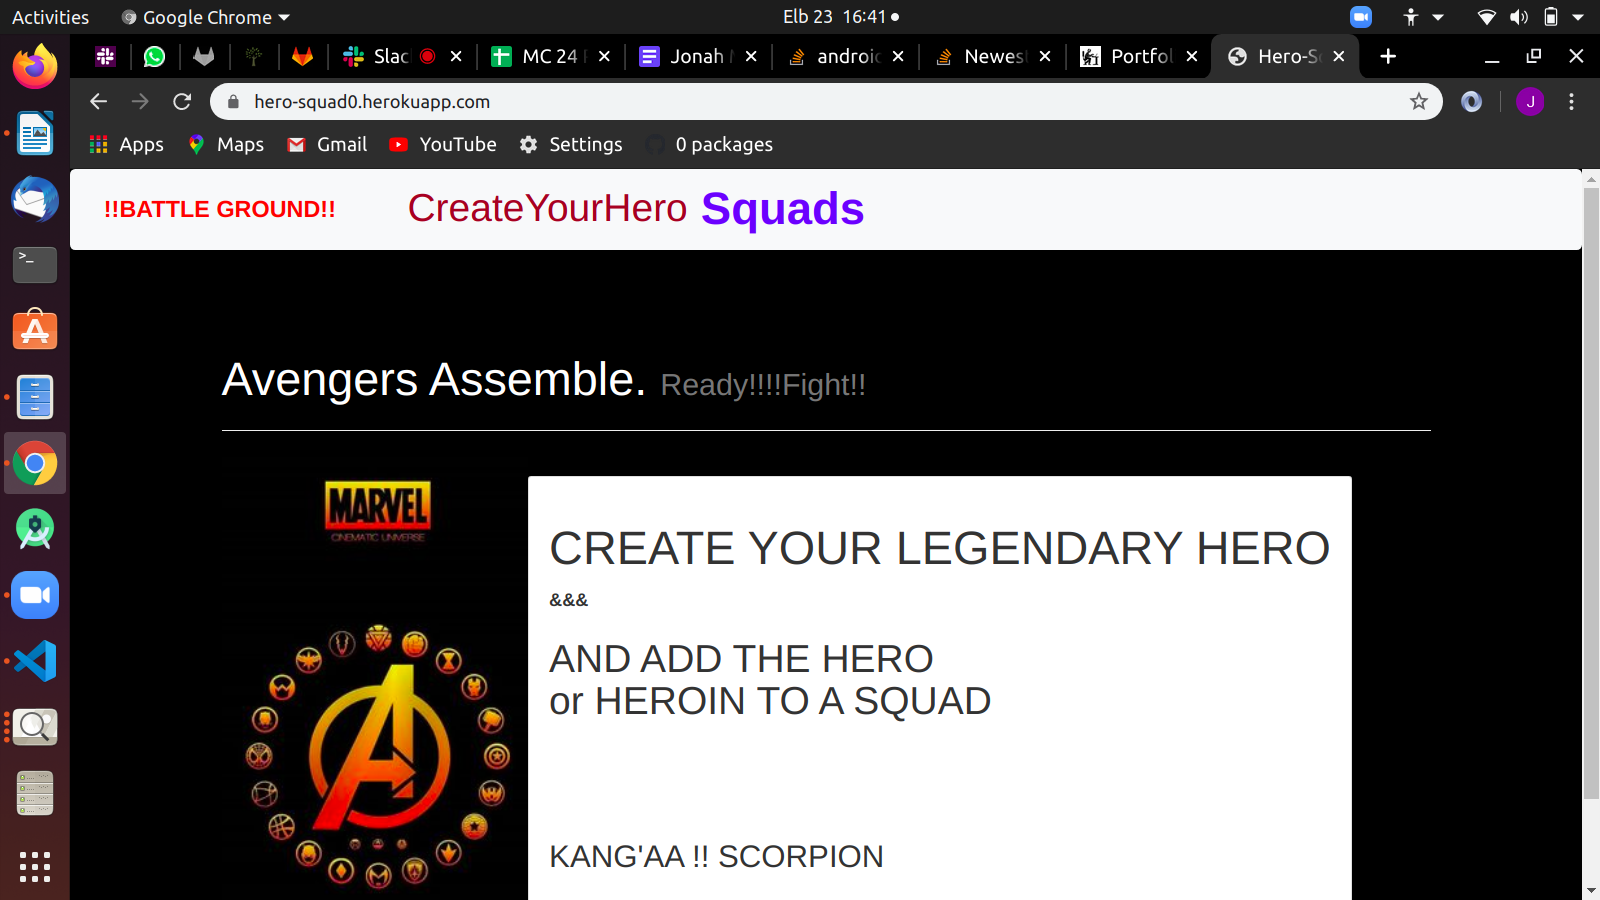 Activities
Google Chrome
Elb 23 16:41
Slac
MC 24
Jonah
androi
Newes
Portfol
Hero-S
hero-squad0.herokuapp.com
J
Apps
Maps
Gmail
YouTube
Settings
0 packages
!!BATTLE GROUND!!
CreateYourHero Squads
Avengers Assemble. Ready!!!!Fight!!
MARVEL
CINEMATIC UNIVERSE
CREATE YOUR LEGENDARY HERO
&&&
AND ADD THE HERO
or HEROIN TO A SQUAD
KANG'AA !! SCORPION